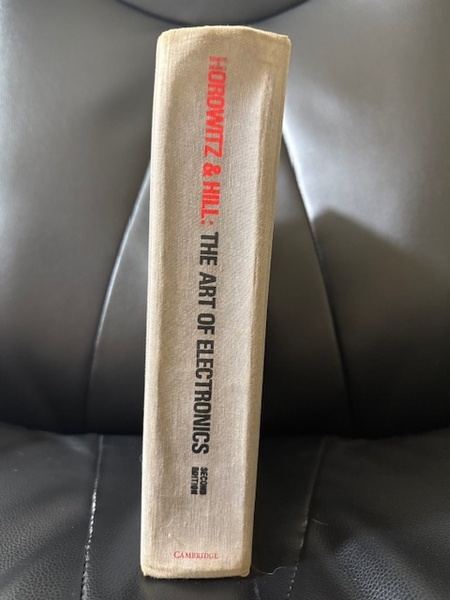 HOROWITZ & HILL: THE ART OF ELECTRONICS
SECOND
EDITION
CAMBRIDGE